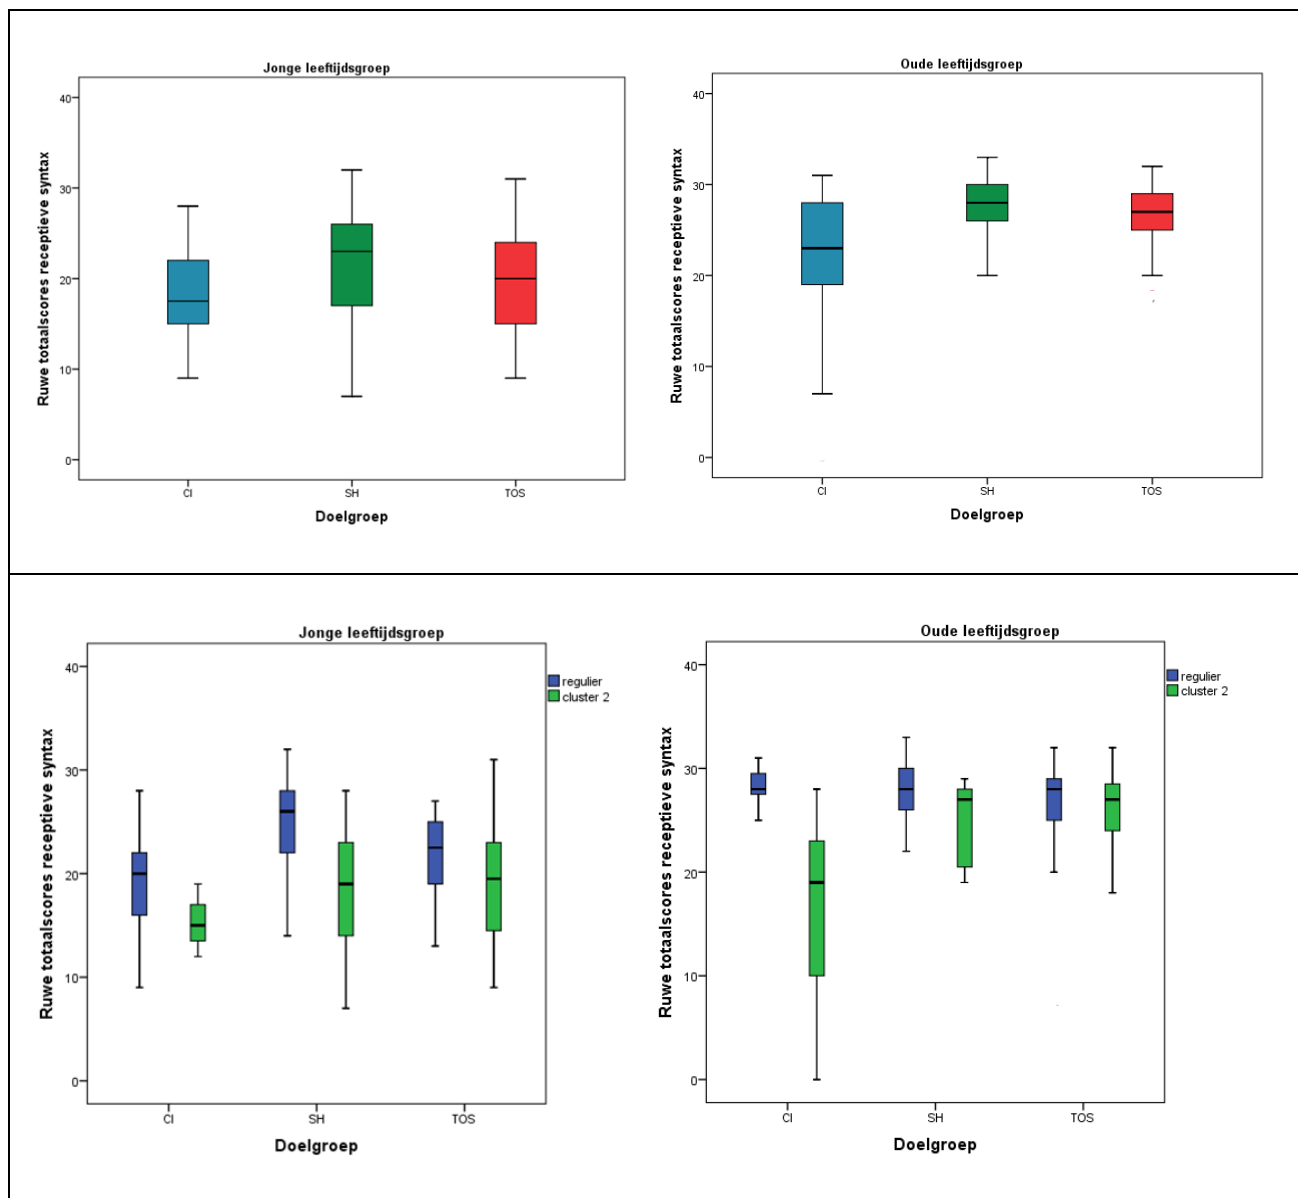 Jonge leeftijdsgroep
Ruwe totaalscores receptieve syntax
40
30
20
10
0
CI SH TOS
Doelgroep
Oude leeftijdsgroep
Ruwe totaalscores receptieve syntax
40
30
20
10
0
CI SH TOS
Doelgroep
Jonge leeftijdsgroep
regulier
cluster 2
Ruwe totaalscores receptieve syntax
40
30
20
10
0
CI SH TOS
Doelgroep
Oude leeftijdsgroep
regulier
cluster 2
Ruwe totaalscores receptieve syntax
40
30
20
10
0
CI SH TOS
Doelgroep